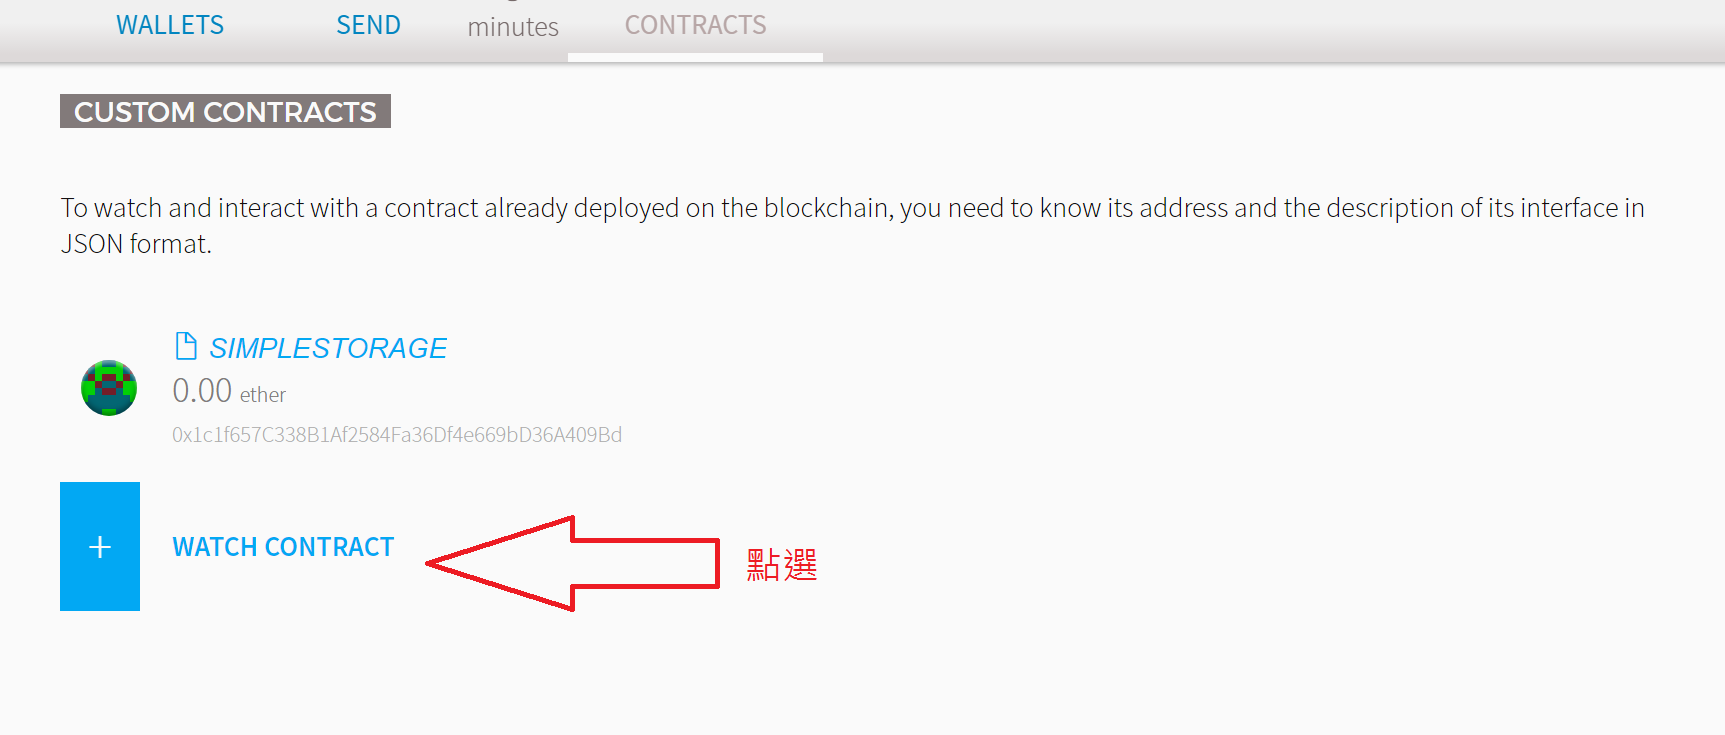 WALLETS
SEND
minutes
CONTRACTS
CUSTOM CONTRACTS
To watch and interact with a contract already deployed on the blockchain, you need to know its address and the description of its interface in
JSON format.
SIMPLESTORAGE
0.00 ether
0x1c1f657C338B1Af2584Fa36Df4e669bD36A409Bd
+
WATCH CONTRACT
點選